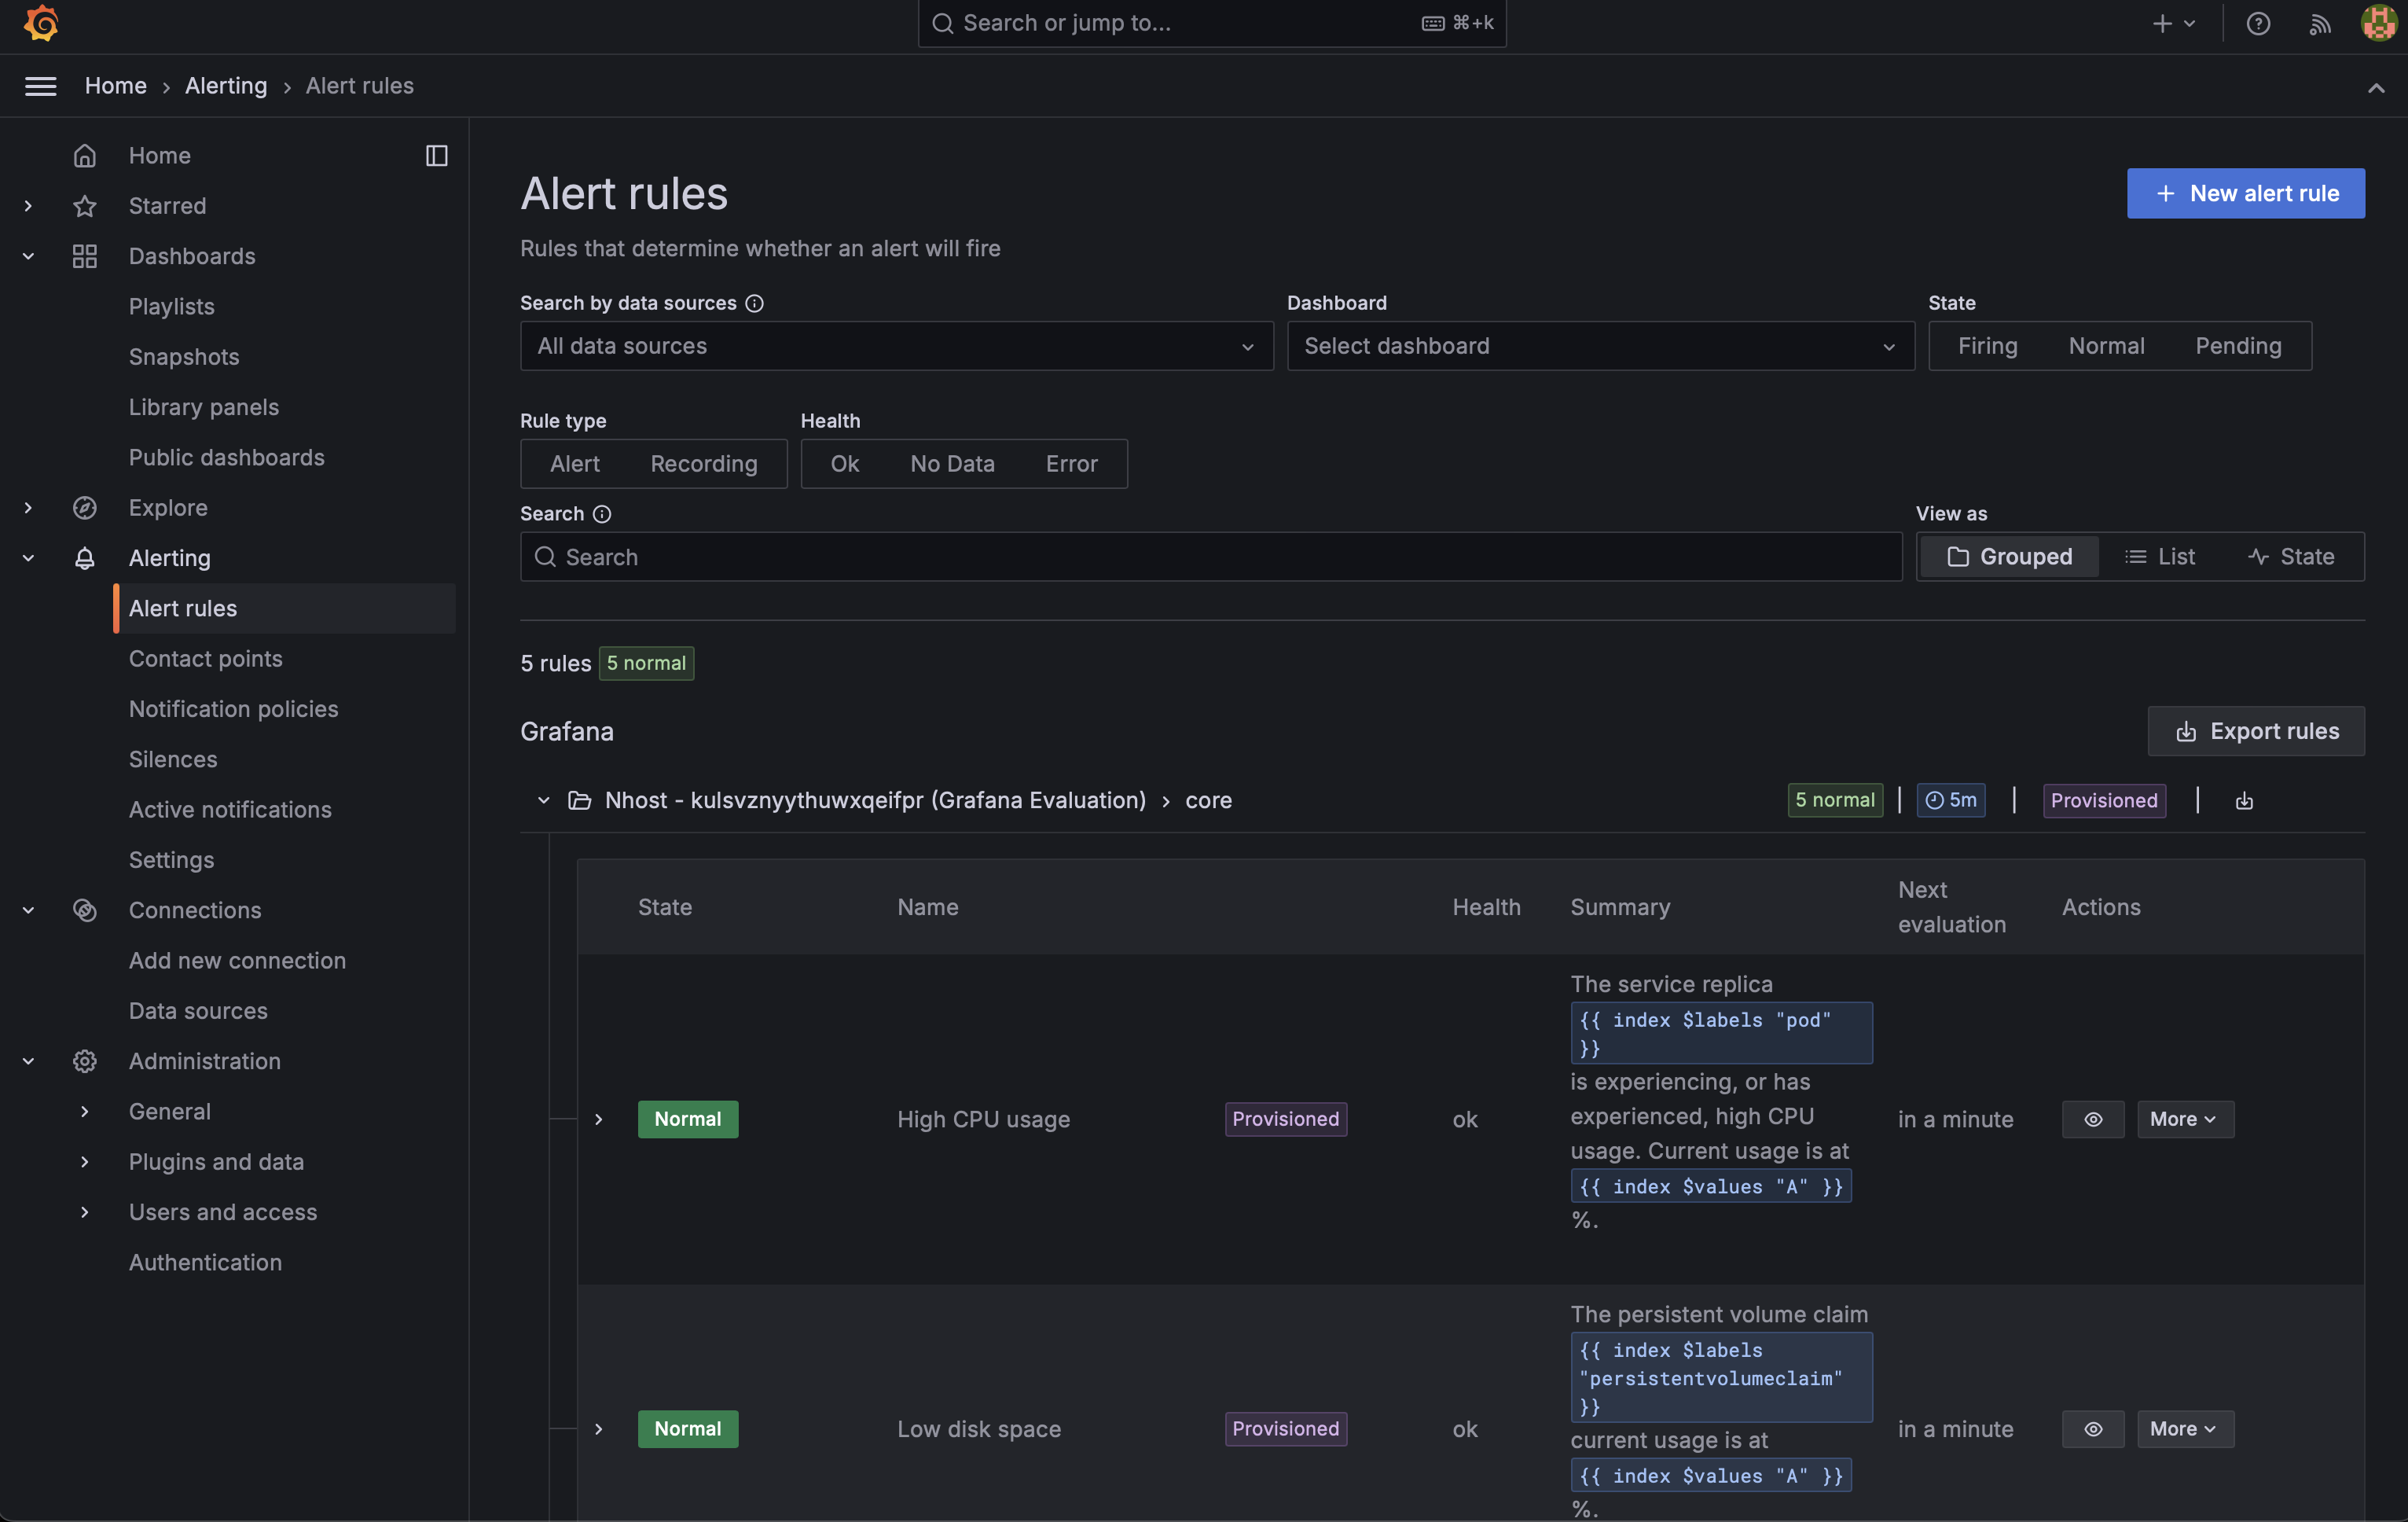 Search or jump to...
⌘+k
Home › Alerting › Alert rules
Home
Starred
Dashboards
Playlists
Snapshots
Library panels
Public dashboards
Explore
Alerting
Alert rules
Contact points
Notification policies
Silences
Active notifications
Settings
Connections
Add new connection
Data sources
Administration
General
Plugins and data
Users and access
Authentication
Alert rules
+ New alert rule
Rules that determine whether an alert will fire
Search by data sources
Dashboard
State
All data sources
Select dashboard
Firing Normal Pending
Rule type
Health
Alert Recording
Ok No Data Error
Search
View as
Search
Grouped List State
5 rules 5 normal
Grafana
Export rules
Nhost - kulsvznyythuwxqeifpr (Grafana Evaluation) › core
5 normal | 5m | Provisioned |
State Name Health Summary Next evaluation Actions
Normal
High CPU usage
Provisioned
ok
The service replica
{{ index $labels "pod"
}}
is experiencing, or has
experienced, high CPU
usage. Current usage is at
{{ index $values "A" }}
%.
in a minute
More
Normal
Low disk space
Provisioned
ok
The persistent volume claim
{{ index $labels
"persistentvolumeclaim"
}}
current usage is at
{{ index $values "A" }}
%.
in a minute
More